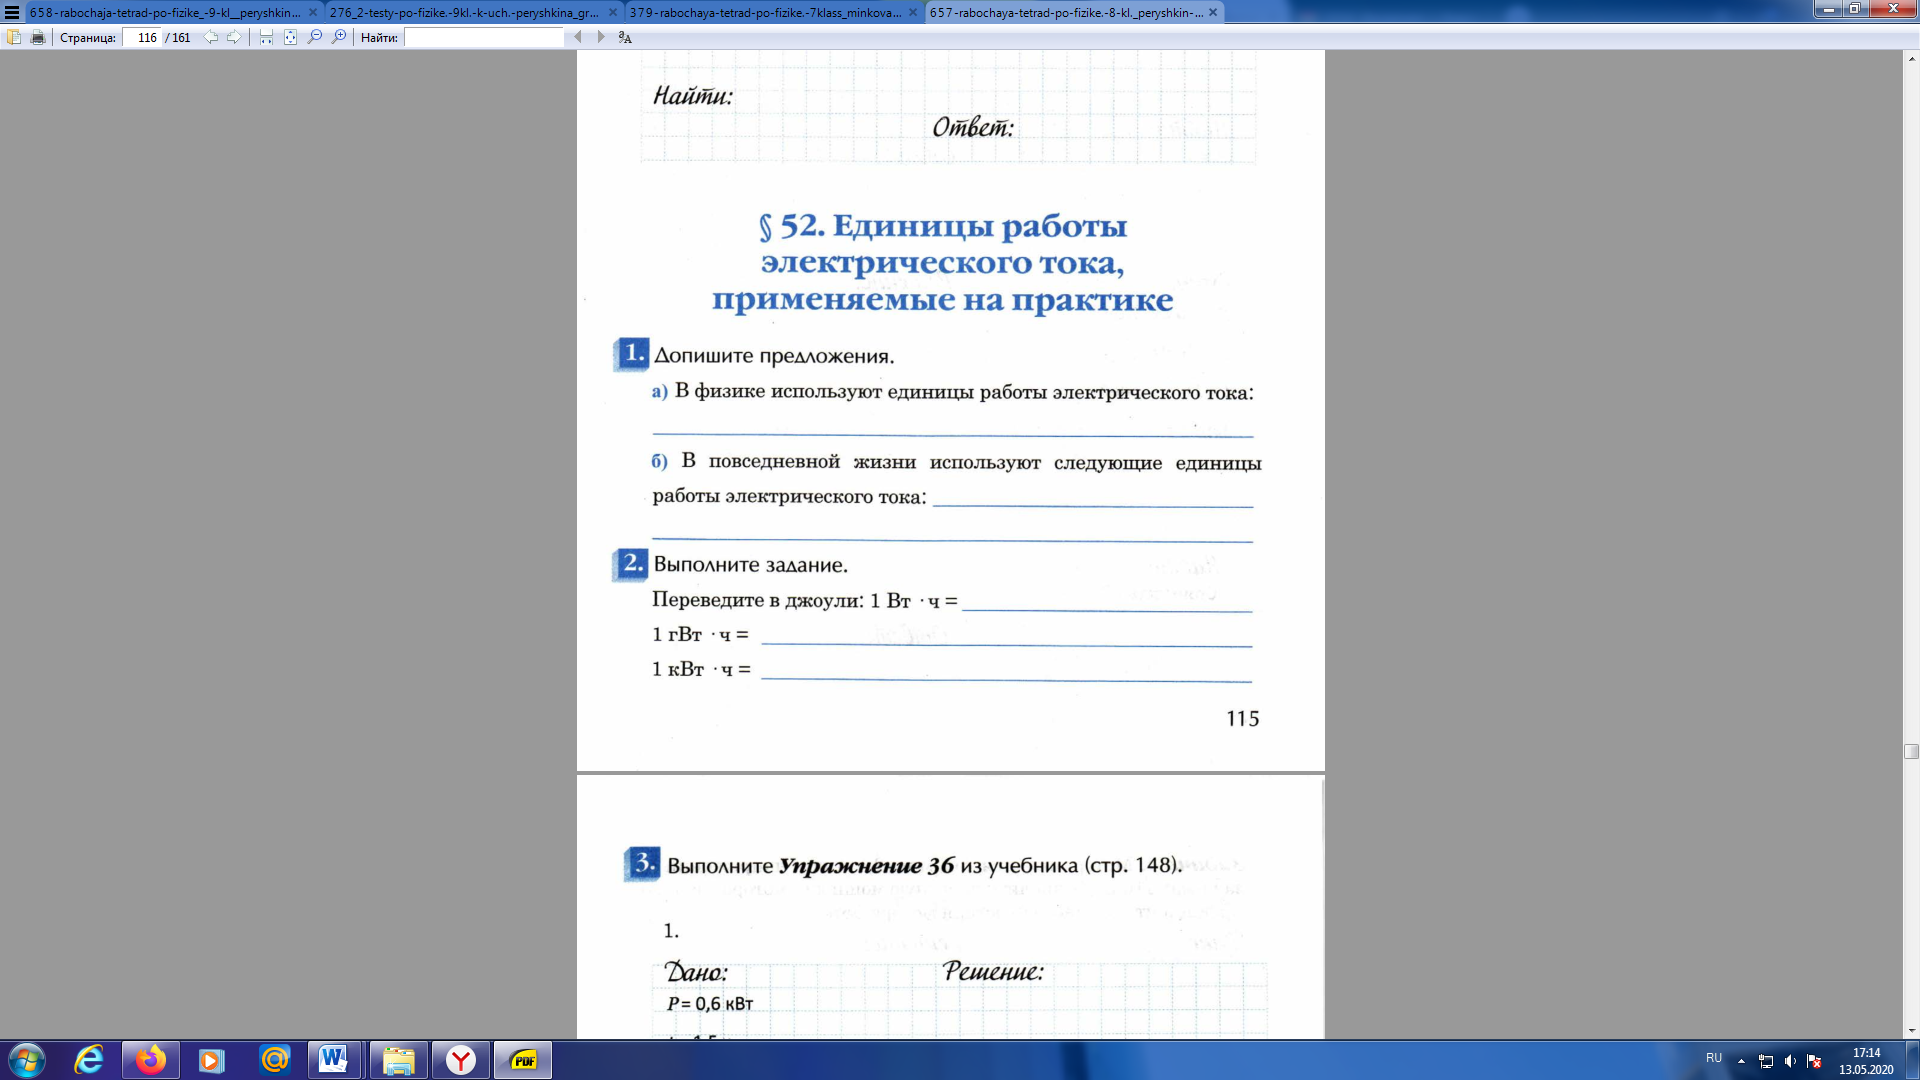 658-rabochaja-tetrad-po-fizike_-9-kl__peryshkin... 276_2-testy-po-fizike.-9kl.-k-uch.-peryshkina_gr... 379-rabochaya-tetrad-po-fizike.-7klass_minkova... 657-rabochaya-tetrad-po-fizike.-8-kl._peryshkin-...
Страница: 116 / 161 Найти:
Найти:
Ответ:
§ 52. Единицы работы
электрического тока,
применяемые на практике
1. Допишите предложения.
а) В физике используют единицы работы электрического тока:
б) В повседневной жизни используют следующие единицы
работы электрического тока:
2. Выполните задание.
Переведите в джоули: 1 Вт · ч =
1 гВт · ч =
1 кВт · ч =
115
3. Выполните Упражнение 36 из учебника (стр. 148).
1.
Дано: Решение:
P = 0,6 кВт
RU 17:14
13.05.2020